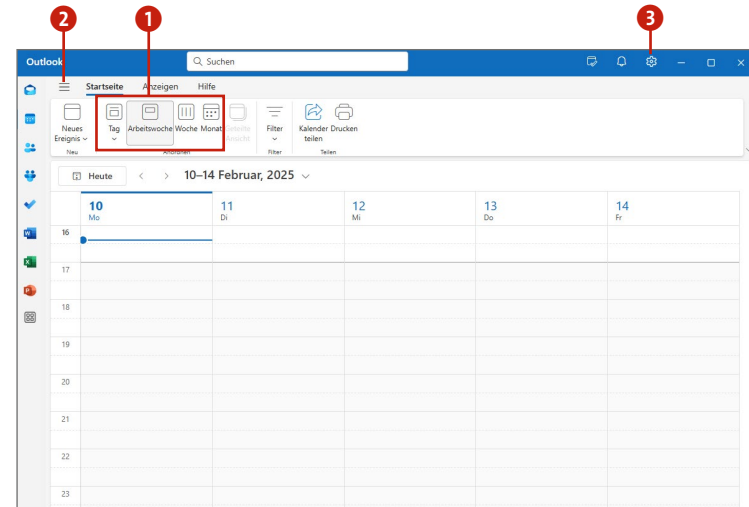 2 1 3
Outlook Suchen
Startseite Anzeigen Hilfe
Neues Ereignis Tag Arbeitswoche Woche Monat Geteilte Ansicht Filter Kalender teilen Drucken
Neu Anordnen Filter Teilen
Heute 10–14 Februar, 2025
10 11 12 13 14
Mo Di Mi Do Fr
16
17
18
19
20
21
22
23